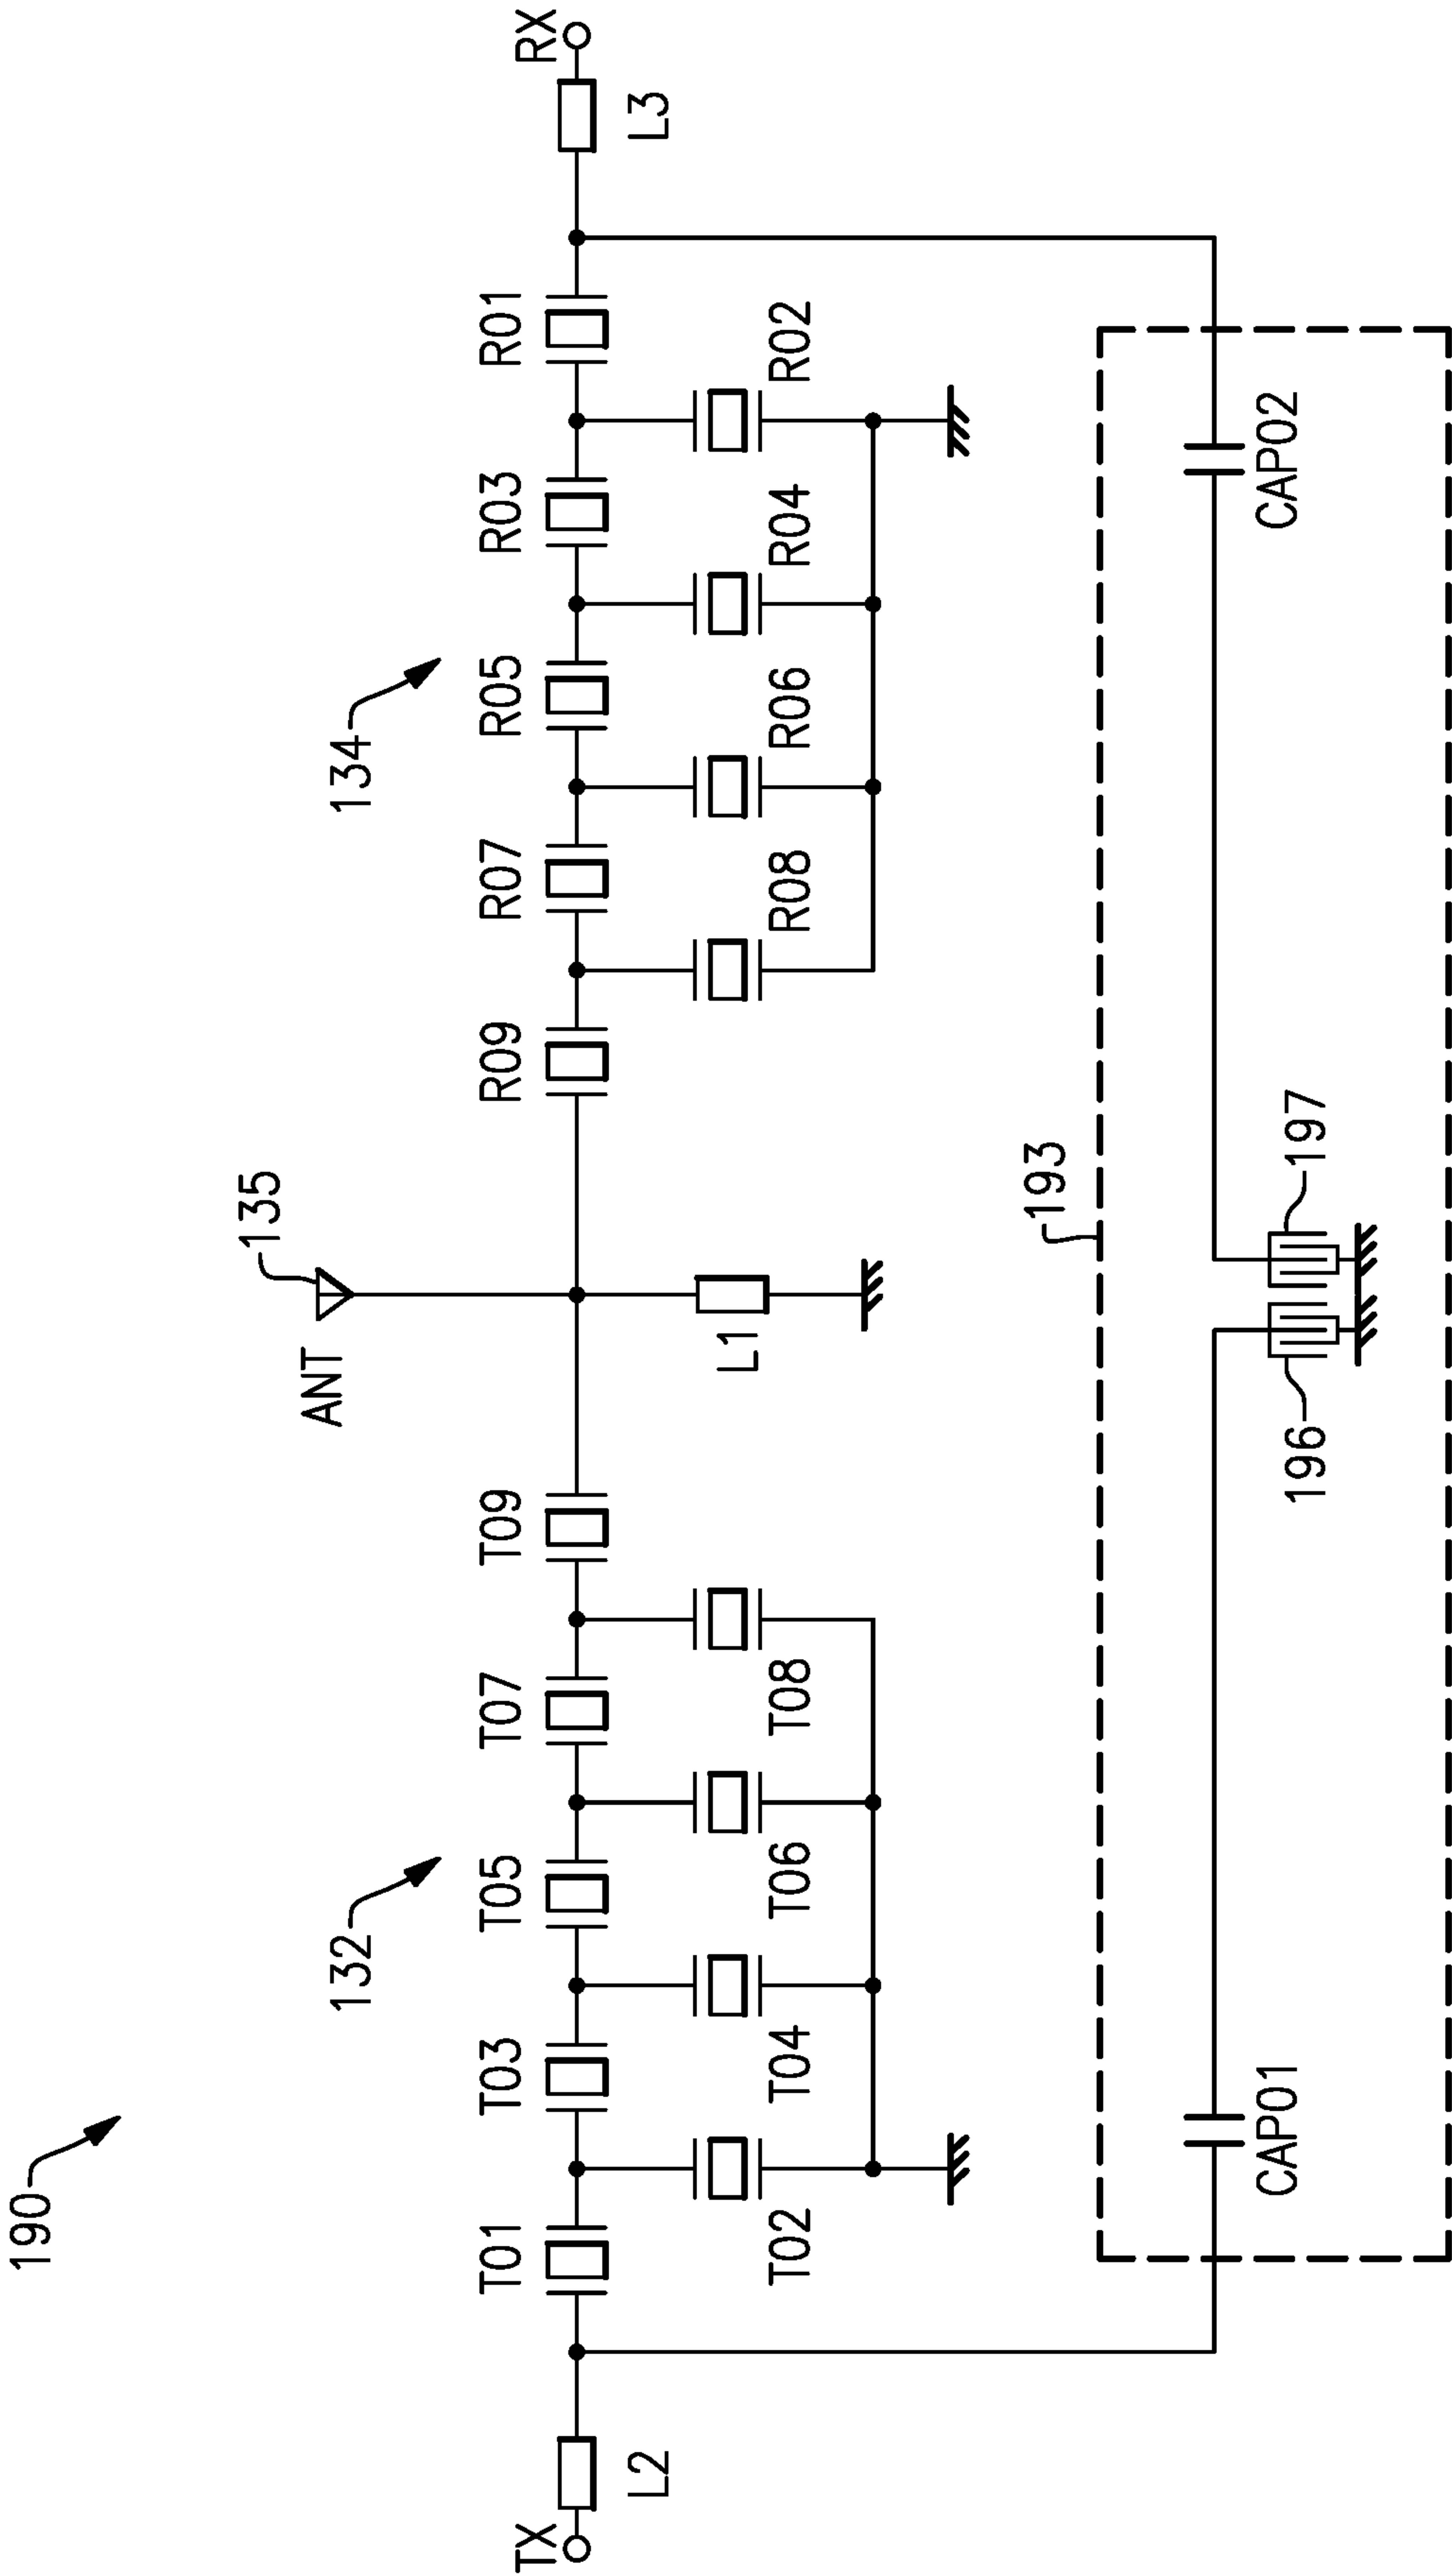 190
132
134
ANT
135
TX
L2
T01
T03
T05
T07
T09
R09
R07
R05
R03
R01
L3
RX
T02
T04
T06
T08
L1
R08
R06
R04
R02
193
CAP01
196
197
CAP02